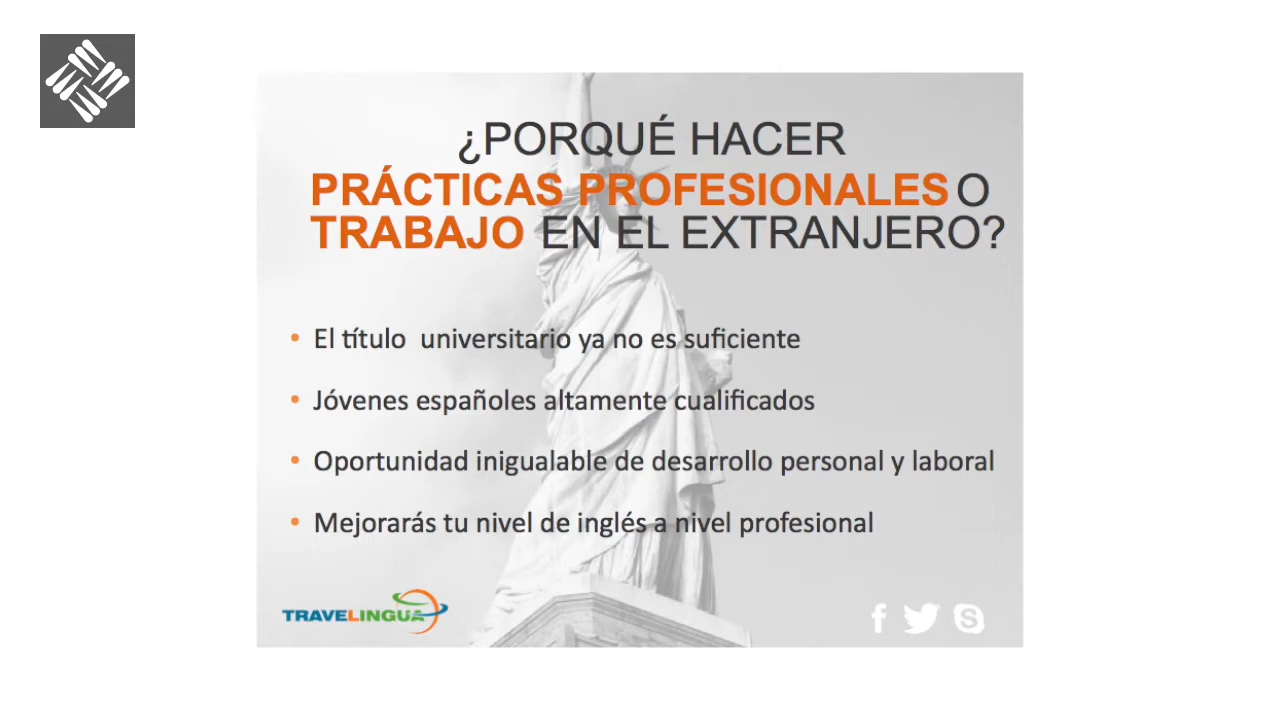 ¿PORQUÉ HACER
PRÁCTICAS PROFESIONALES O
TRABAJO EN EL EXTRANJERO?
• El título  universitario ya no es suficiente
• Jóvenes españoles altamente cualificados
• Oportunidad inigualable de desarrollo personal y laboral
• Mejorarás tu nivel de inglés a nivel profesional
TRAVELINGUA